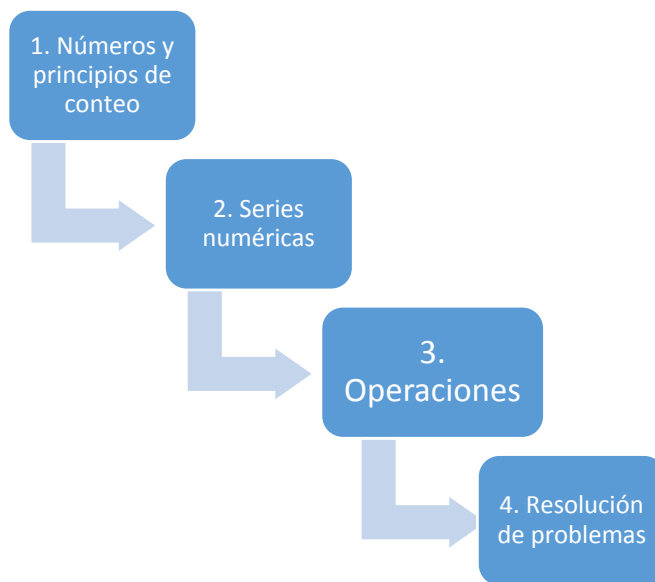 1. Números y
principios de
conteo
2. Series
numéricas
3.
Operaciones
4. Resolución
de problemas